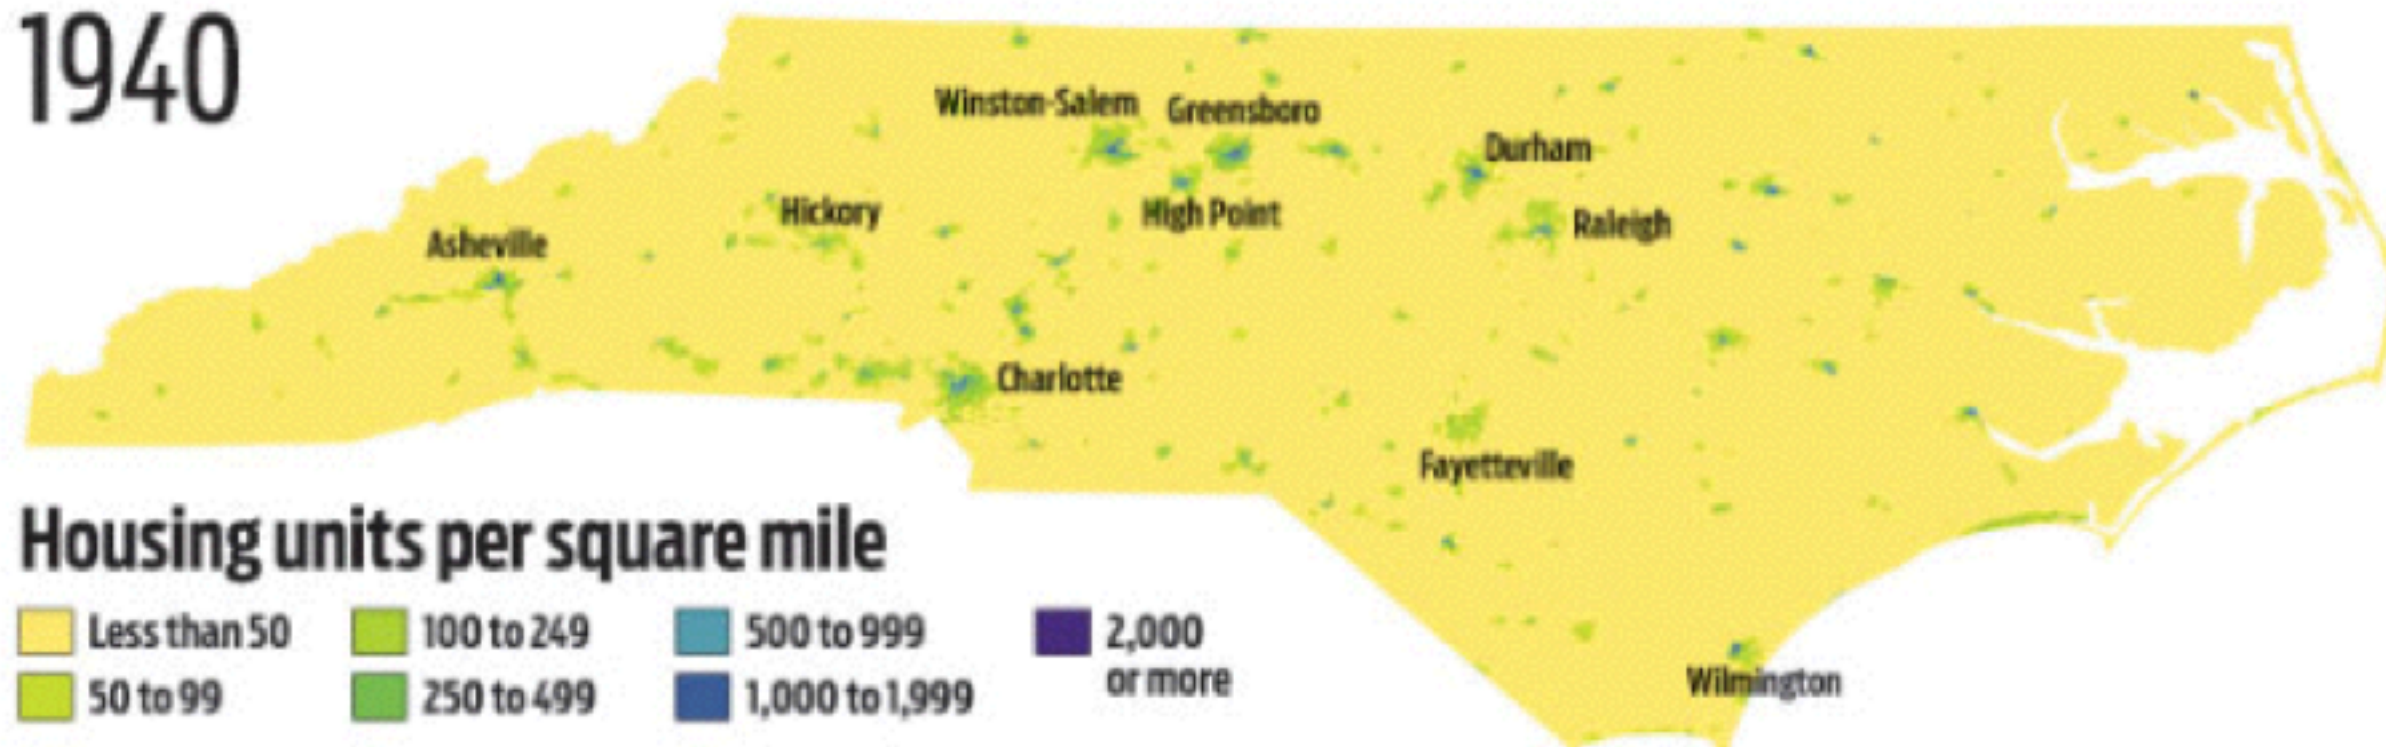 1940
Winston-Salem
Greensboro
Durham
Hickory
High Point
Raleigh
Asheville
Charlotte
Fayetteville
Wilmington
Housing units per square mile
Less than 50
50 to 99
100 to 249
250 to 499
500 to 999
1,000 to 1,999
2,000
or more